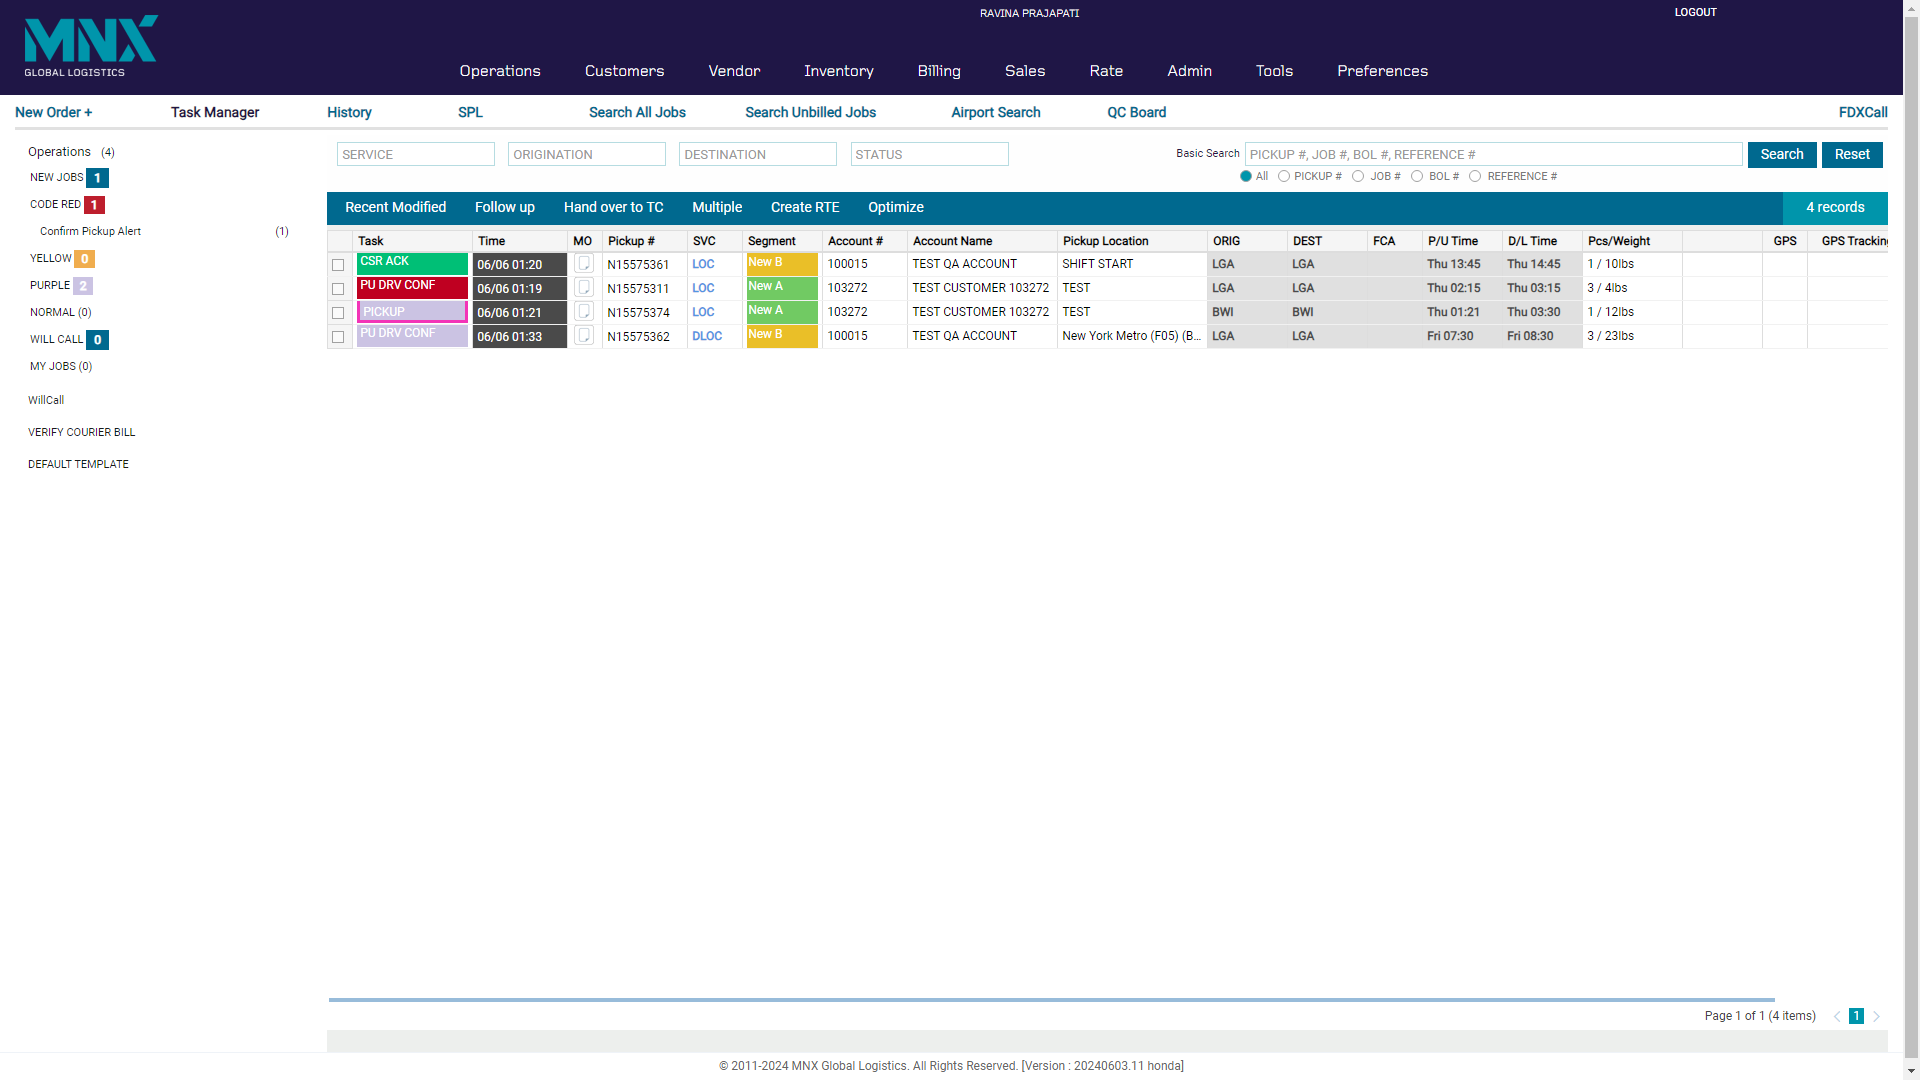 RAVINA PRAJAPATI
LOGOUT
MNX
GLOBAL LOGISTICS
Operations Customers Vendor Inventory Billing Sales Rate Admin Tools Preferences
New Order + Task Manager History SPL Search All Jobs Search Unbilled Jobs Airport Search QC Board FDXCall
Operations (4)
NEW JOBS 1
CODE RED 1
Confirm Pickup Alert (1)
YELLOW 0
PURPLE 2
NORMAL (0)
WILL CALL 0
MY JOBS (0)
WillCall
VERIFY COURIER BILL
DEFAULT TEMPLATE
SERVICE ORIGINATION DESTINATION STATUS Basic Search PICKUP #, JOB #, BOL #, REFERENCE # Search Reset
All PICKUP # JOB # BOL # REFERENCE #
Recent Modified Follow up Hand over to TC Multiple Create RTE Optimize 4 records
Task Time MO Pickup # SVC Segment Account # Account Name Pickup Location ORIG DEST FCA P/U Time D/L Time Pcs/Weight GPS GPS Tracking
CSR ACK 06/06 01:20 N15575361 LOC New B 100015 TEST QA ACCOUNT SHIFT START LGA LGA Thu 13:45 Thu 14:45 1 / 10lbs
PU DRV CONF 06/06 01:19 N15575311 LOC New A 103272 TEST CUSTOMER 103272 TEST LGA LGA Thu 02:15 Thu 03:15 3 / 4lbs
PICKUP 06/06 01:21 N15575374 LOC New A 103272 TEST CUSTOMER 103272 TEST BWI BWI Thu 01:21 Thu 03:30 1 / 12lbs
PU DRV CONF 06/06 01:33 N15575362 DLOC New B 100015 TEST QA ACCOUNT New York Metro (F05) (B... LGA LGA Fri 07:30 Fri 08:30 3 / 23lbs
Page 1 of 1 (4 items) 1
© 2011-2024 MNX Global Logistics. All Rights Reserved. [Version : 20240603.11 honda]